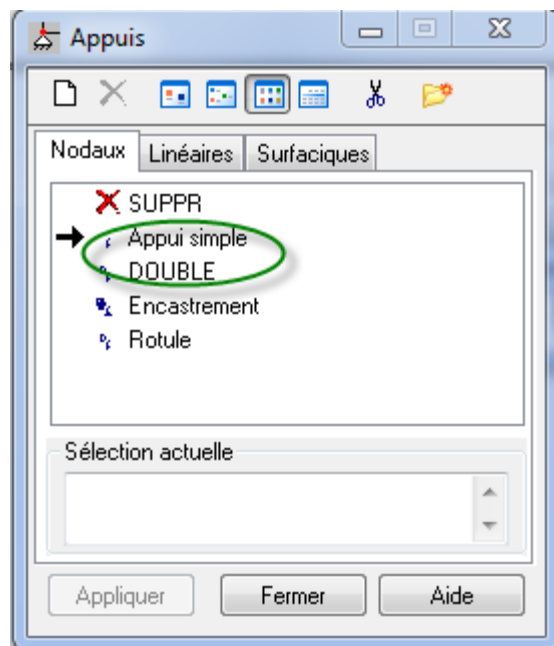 Appuis
Nodaux Linéaires Surfaciques
SUPPR
Appui simple
DOUBLE
Encastrement
Rotule
Sélection actuelle
Appliquer Fermer Aide